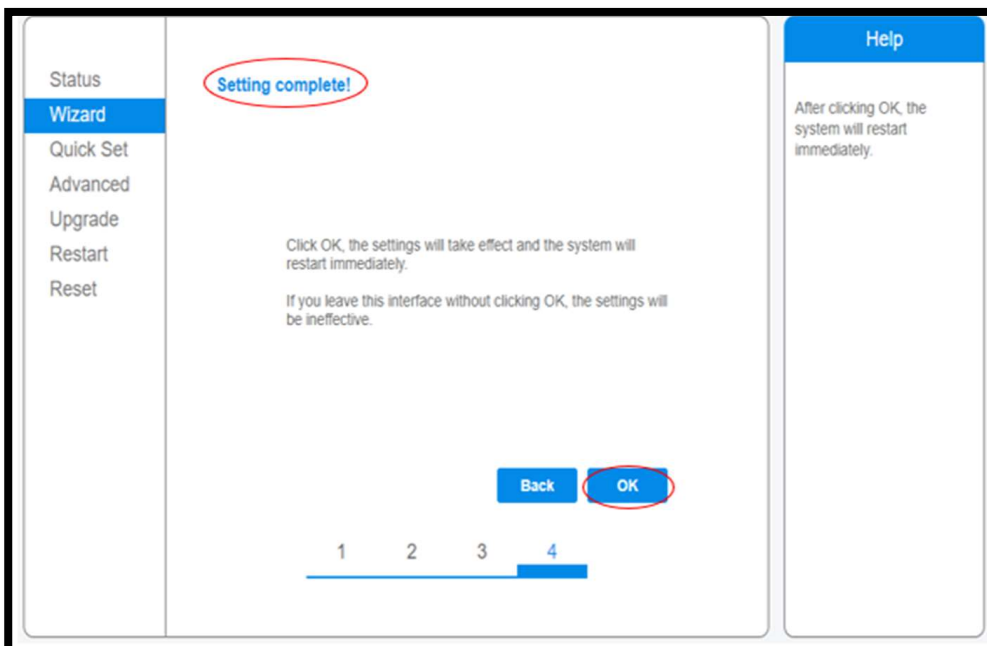 Status
Wizard
Quick Set
Advanced
Upgrade
Restart
Reset
Setting complete!
Click OK, the settings will take effect and the system will
restart immediately.
If you leave this interface without clicking OK, the settings will
be ineffective.
Back OK
1 2 3 4
Help
After clicking OK, the
system will restart
immediately.